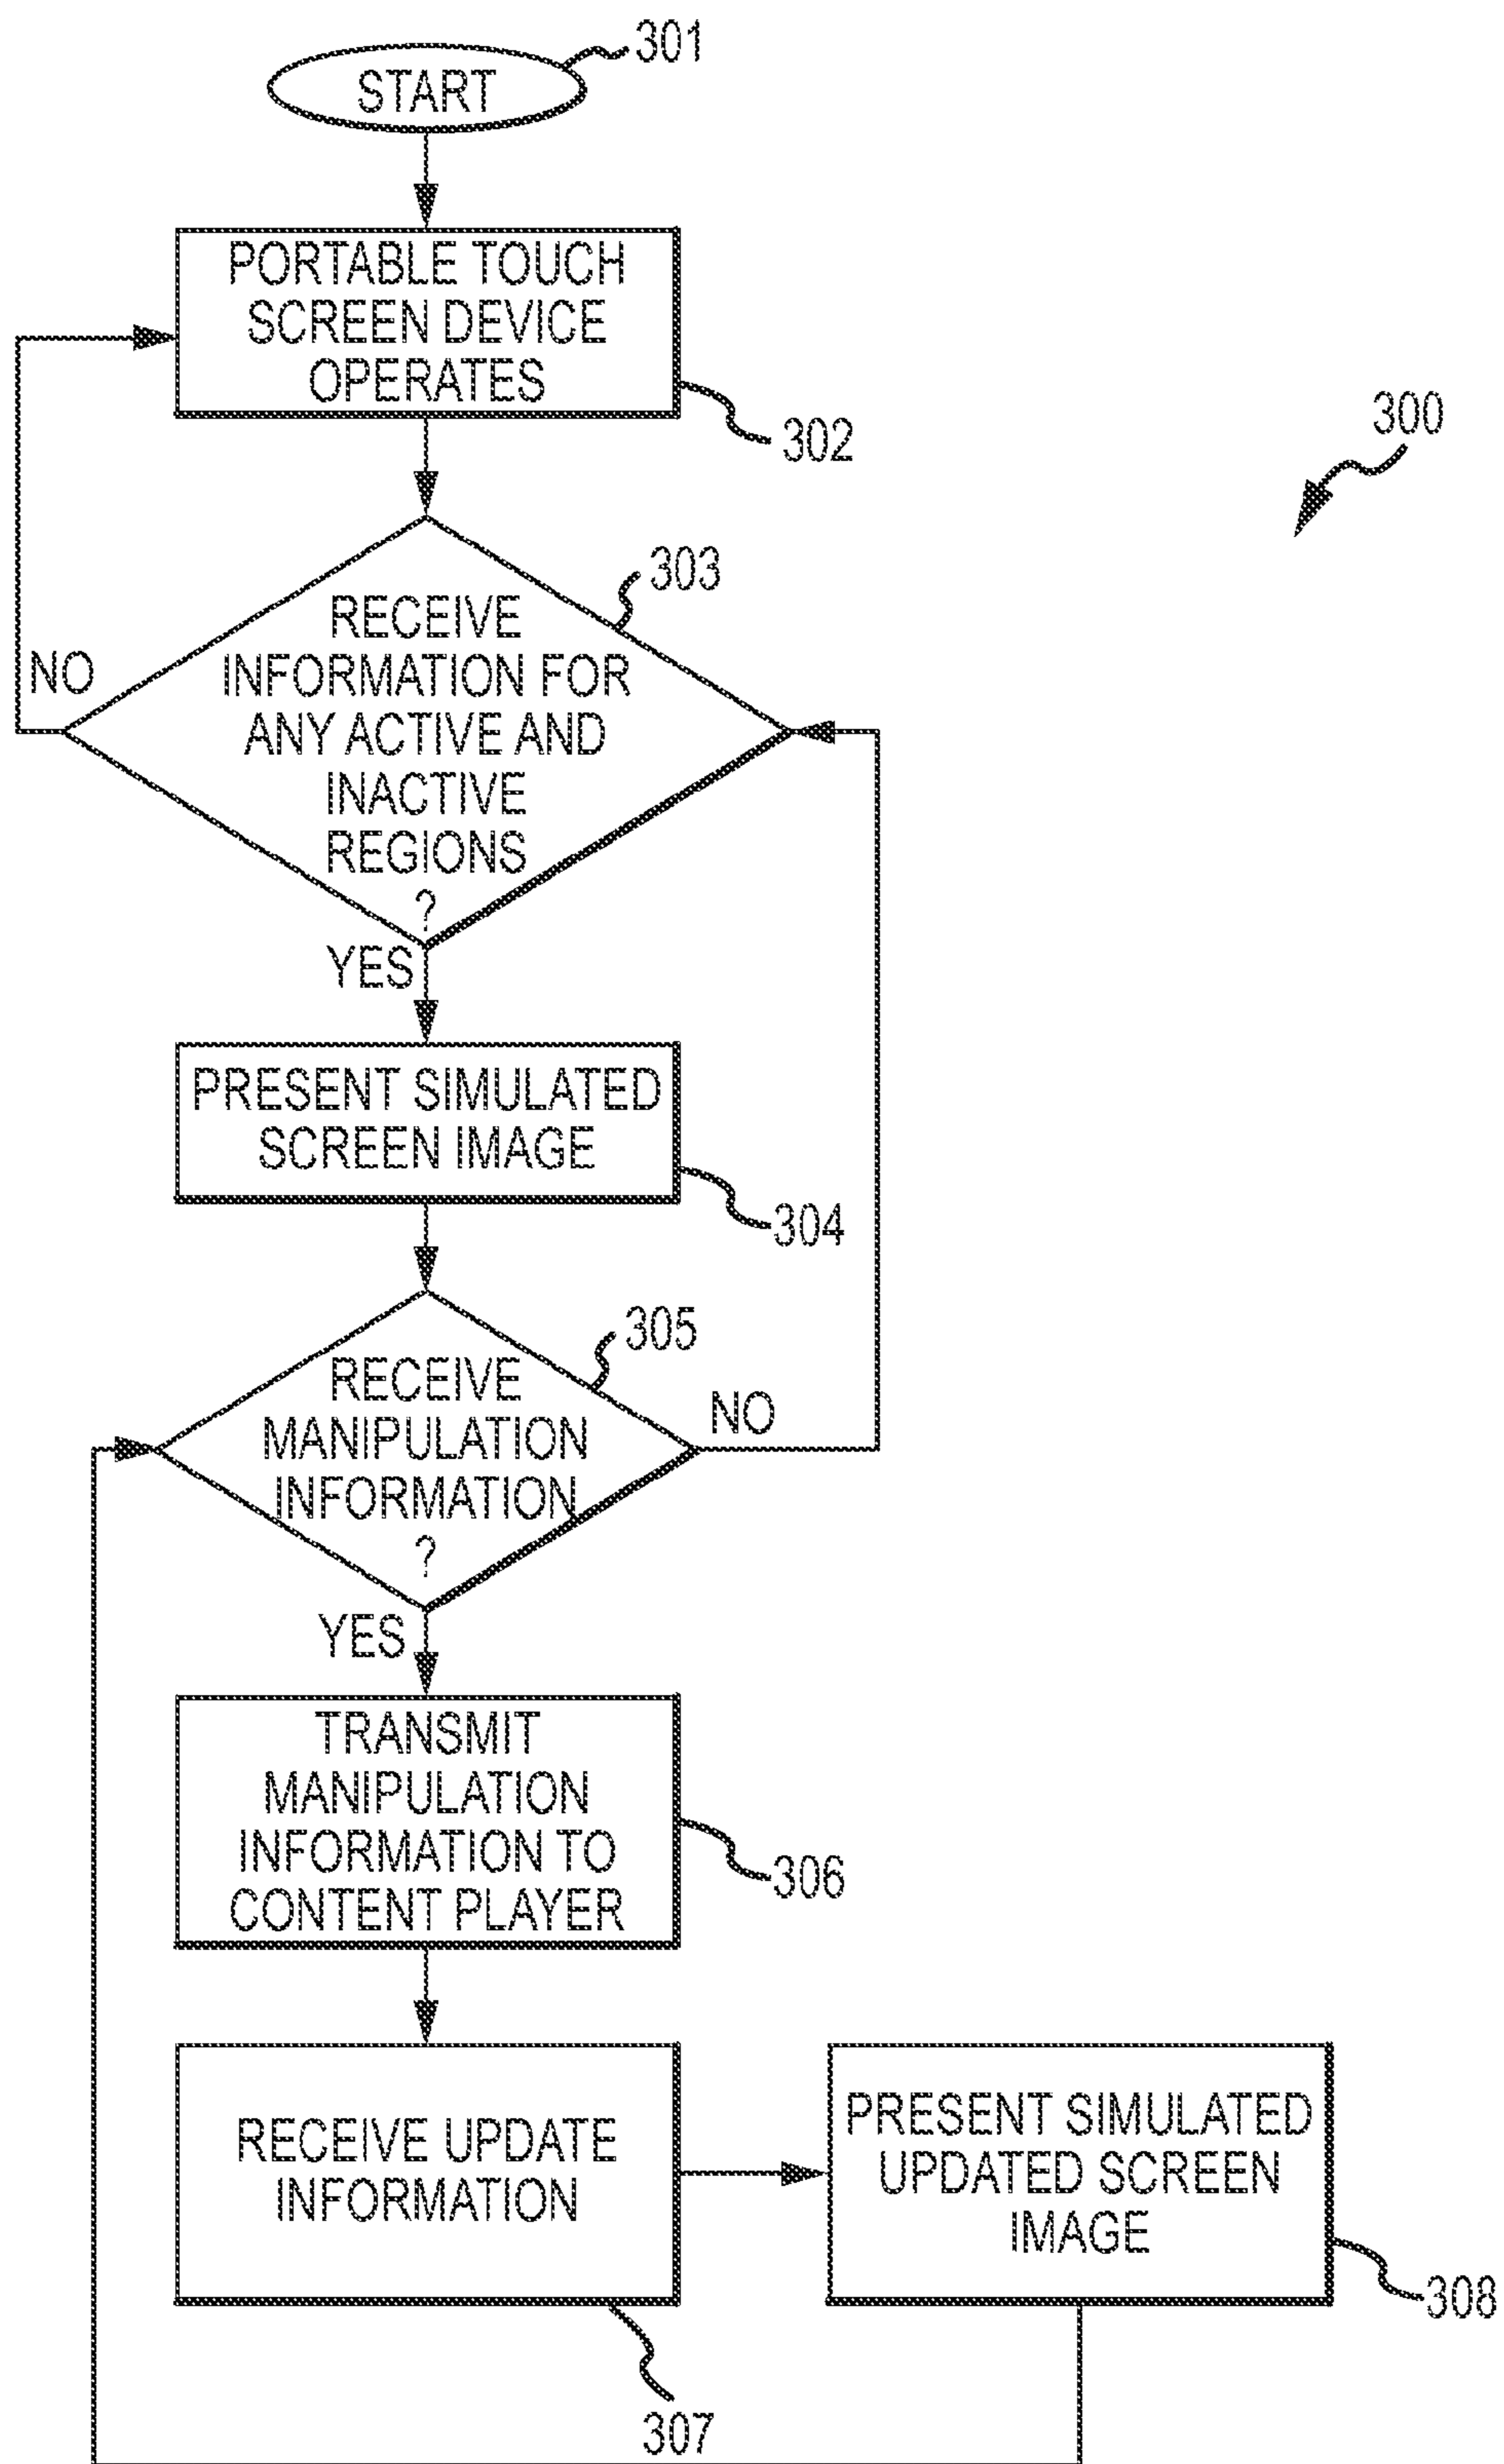 301
START
PORTABLE TOUCH
SCREEN DEVICE
OPERATES
302
300
303
RECEIVE
INFORMATION FOR
ANY ACTIVE AND
INACTIVE
REGIONS
?
NO
YES
PRESENT SIMULATED
SCREEN IMAGE
304
305
RECEIVE
MANIPULATION
INFORMATION
?
NO
YES
TRANSMIT
MANIPULATION
INFORMATION TO
CONTENT PLAYER
306
RECEIVE UPDATE
INFORMATION
307
PRESENT SIMULATED
UPDATED SCREEN
IMAGE
308